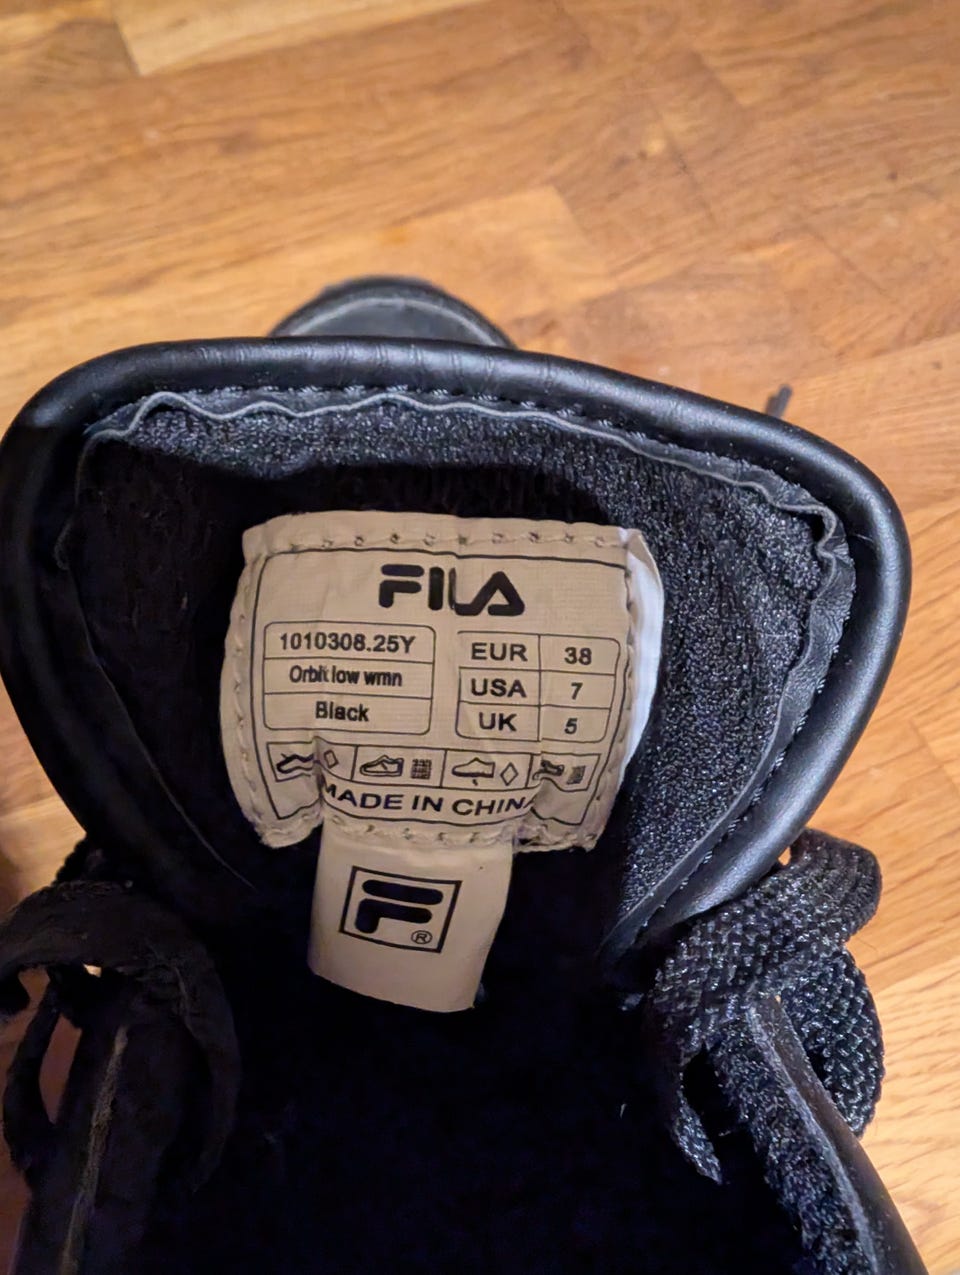 FILA
1010308.25Y
Orbit low wmn
Black
EUR 38
USA 7
UK 5
MADE IN CHINA
F
®